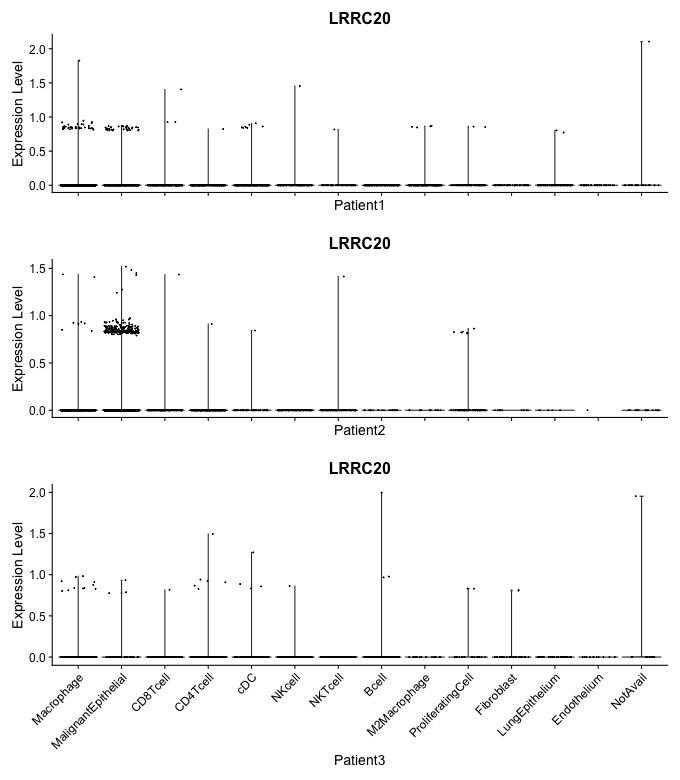 LRRC20
Expression Level
2.0
1.5
1.0
0.5
0.0
Patient1
LRRC20
Expression Level
1.5
1.0
0.5
0.0
Patient2
LRRC20
Expression Level
2.0
1.5
1.0
0.5
0.0
Macrophage
MalignantEpithelial
CD8Tcell
CD4Tcell
cDC
NKcell
NKTcell
Bcell
M2Macrophage
ProliferatingCell
Fibroblast
LungEpithelium
Endothelium
NotAvail
Patient3